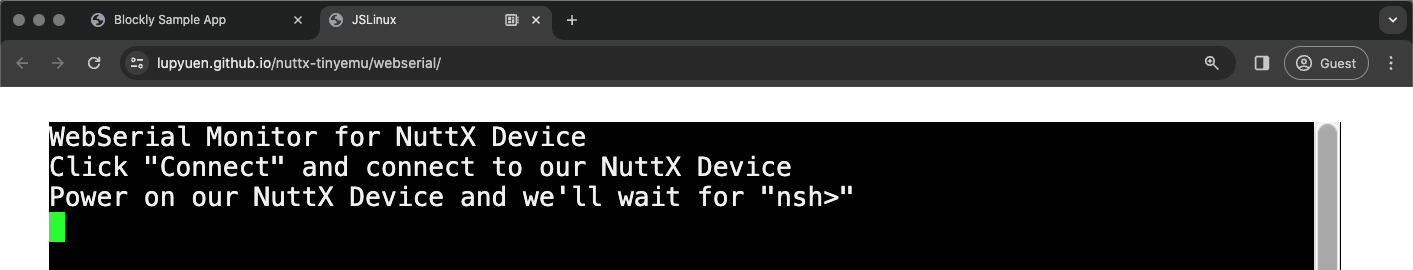 Blockly Sample App
JSLinux
lupyuen.github.io/nuttx-tinyemu/webserial/
Guest
WebSerial Monitor for NuttX Device
Click "Connect" and connect to our NuttX Device
Power on our NuttX Device and we'll wait for "nsh>"